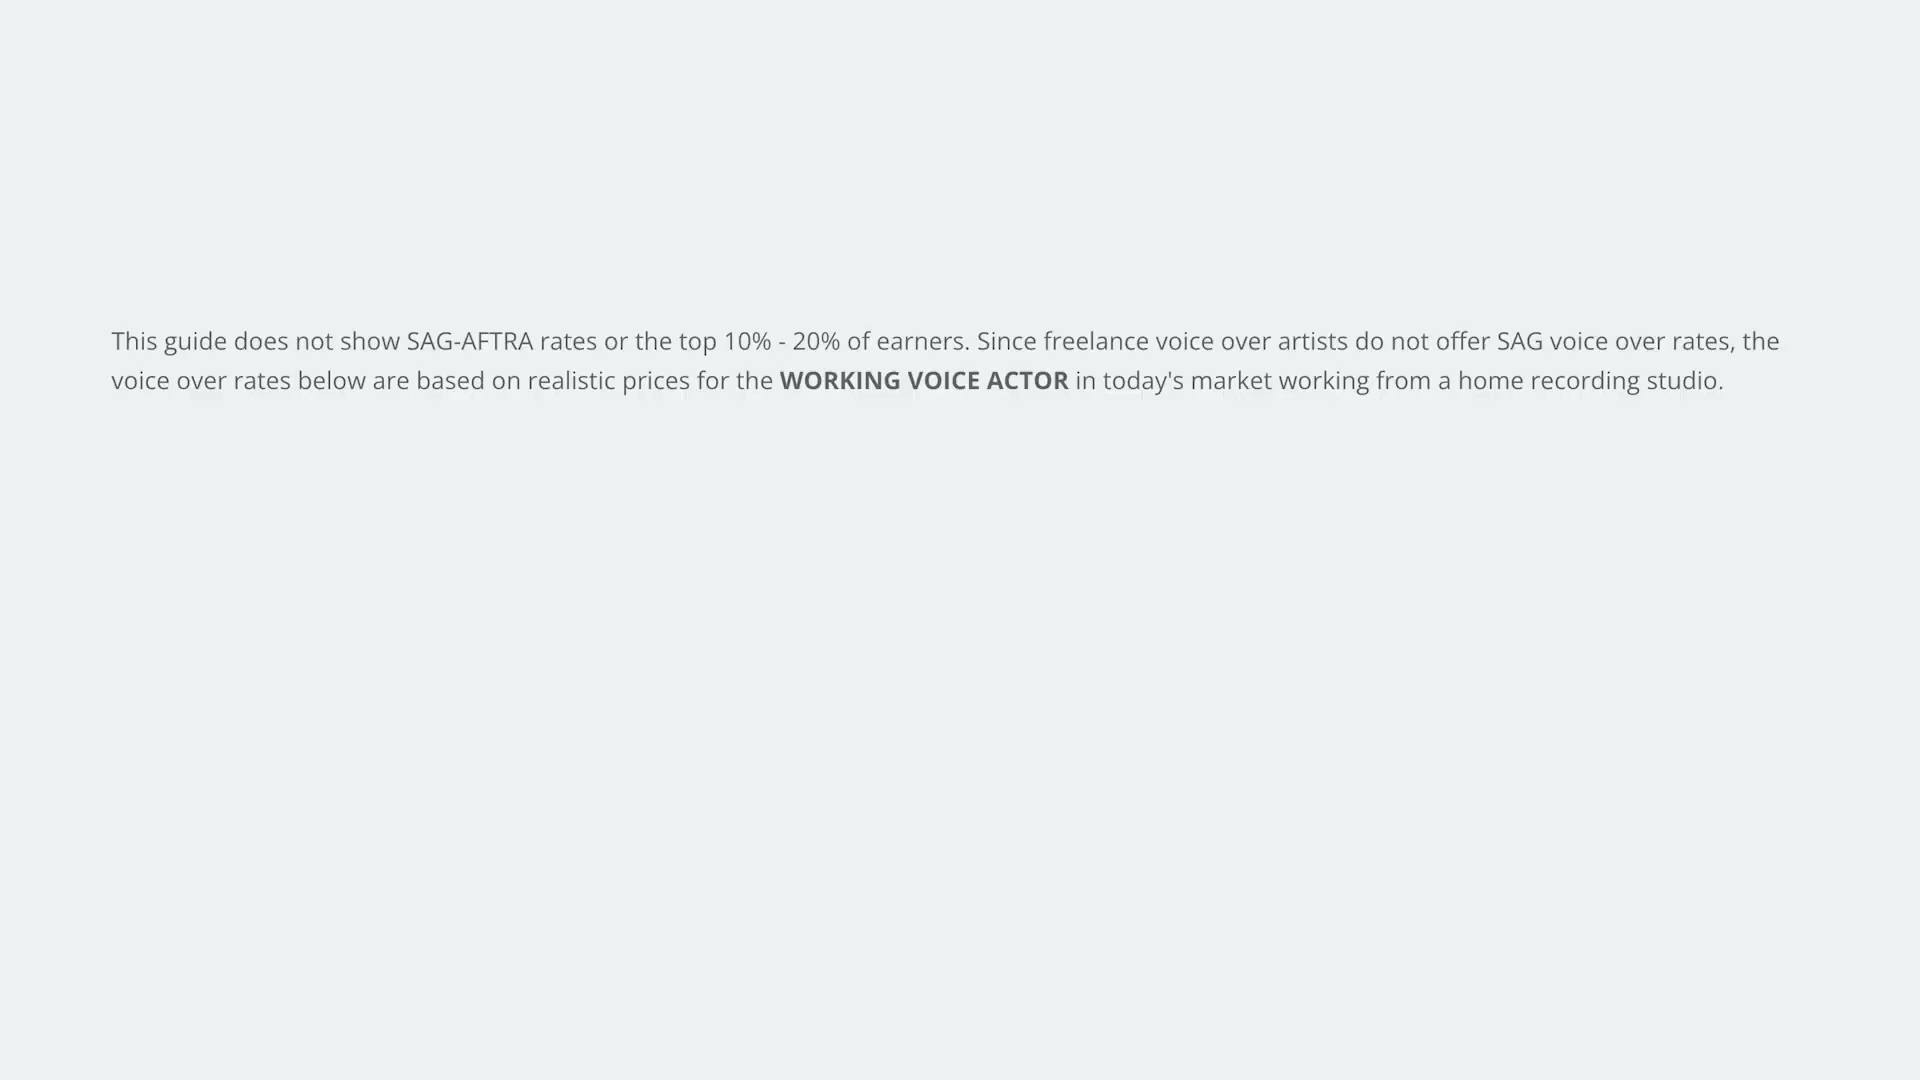 This guide does not show SAG-AFTRA rates or the top 10% - 20% of earners. Since freelance voice over artists do not offer SAG voice over rates, the
voice over rates below are based on realistic prices for the WORKING VOICE ACTOR in today's market working from a home recording studio.